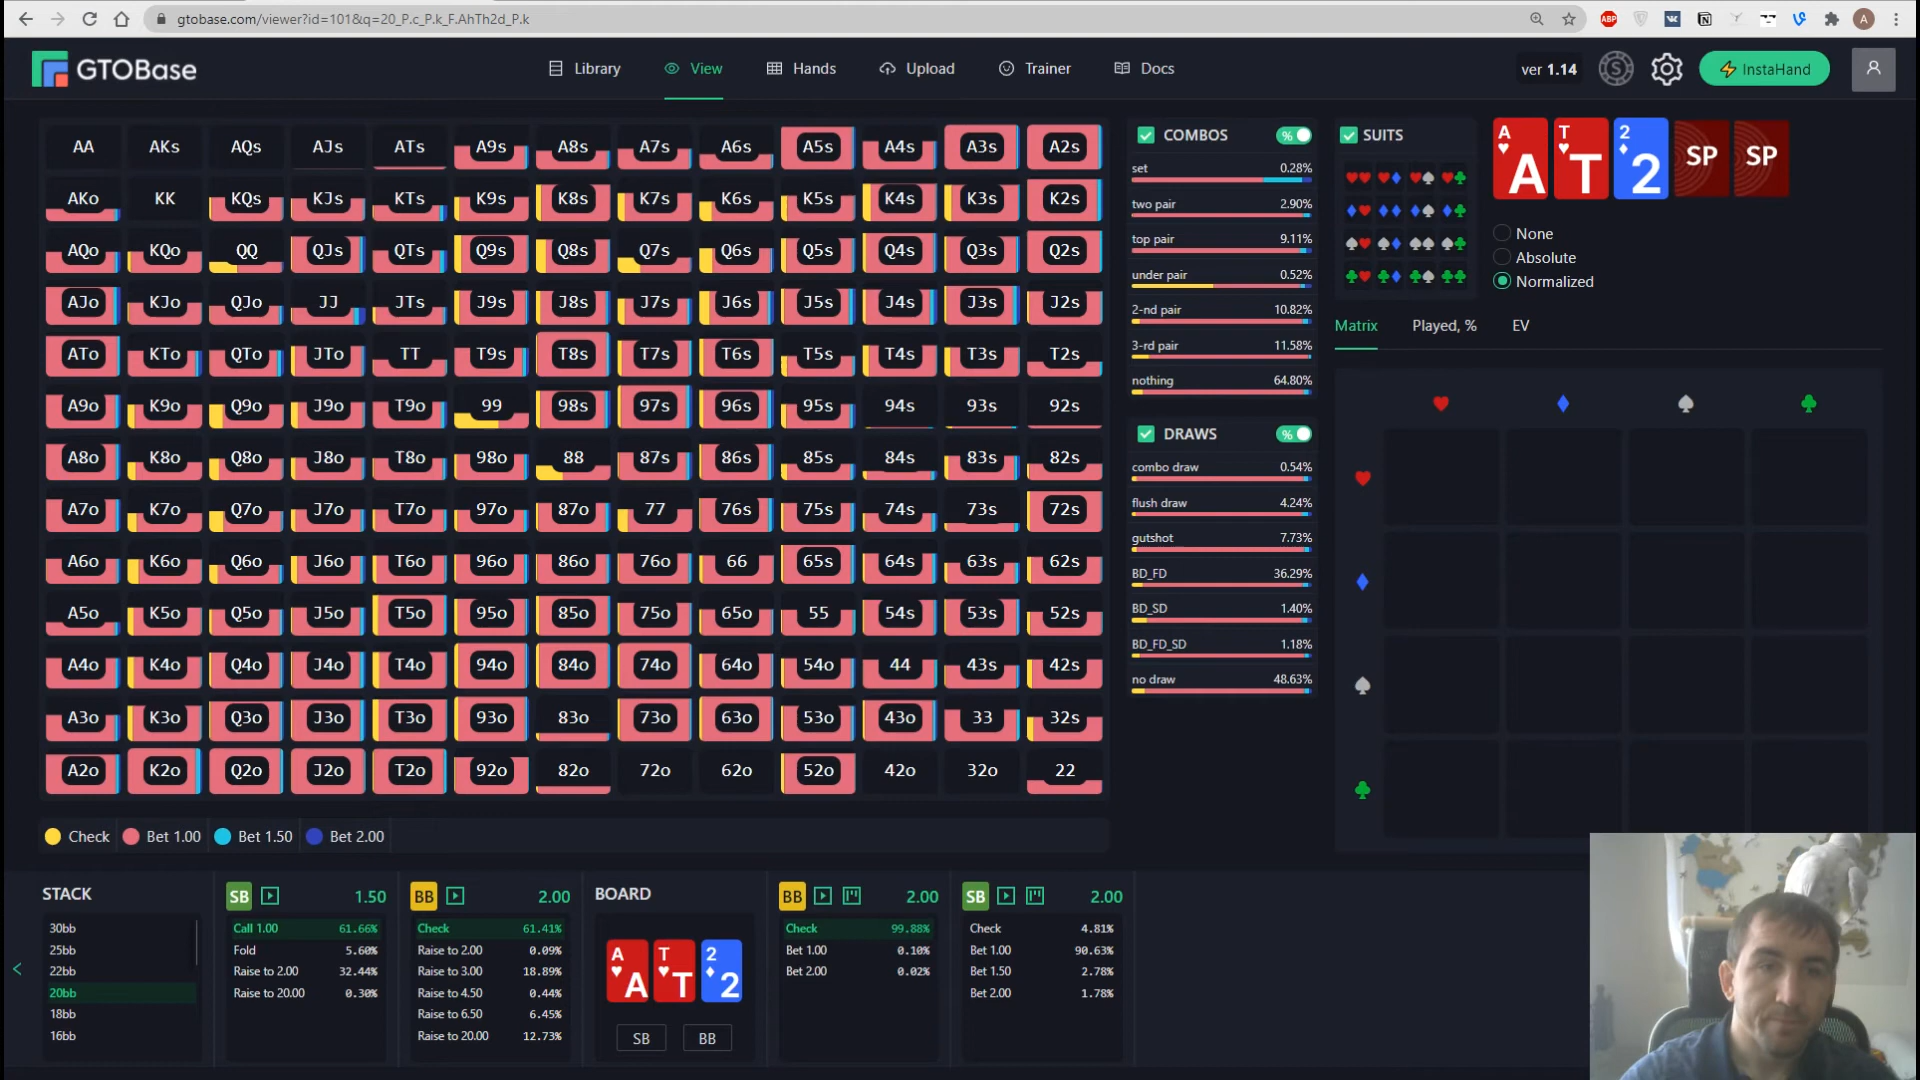 gtobase.com/viewer?id=101&q=20_P.c_P.k_F.AhTh2d_P.k
ABP
A
GTOBase
Library
View
Hands
Upload
Trainer
Docs
ver 1.14
InstaHand
AA AKs AQs AJs ATs A9s A8s A7s A6s A5s A4s A3s A2s
AKo KK KQs KJs KTs K9s K8s K7s K6s K5s K4s K3s K2s
AQo KQo QQ QJs QTs Q9s Q8s Q7s Q6s Q5s Q4s Q3s Q2s
AJo KJo QJo JJ JTs J9s J8s J7s J6s J5s J4s J3s J2s
ATo KTo QTo JTo TT T9s T8s T7s T6s T5s T4s T3s T2s
A9o K9o Q9o J9o T9o 99 98s 97s 96s 95s 94s 93s 92s
A8o K8o Q8o J8o T8o 98o 88 87s 86s 85s 84s 83s 82s
A7o K7o Q7o J7o T7o 97o 87o 77 76s 75s 74s 73s 72s
A6o K6o Q6o J6o T6o 96o 86o 76o 66 65s 64s 63s 62s
A5o K5o Q5o J5o T5o 95o 85o 75o 65o 55 54s 53s 52s
A4o K4o Q4o J4o T4o 94o 84o 74o 64o 54o 44 43s 42s
A3o K3o Q3o J3o T3o 93o 83o 73o 63o 53o 43o 33 32s
A2o K2o Q2o J2o T2o 92o 82o 72o 62o 52o 42o 32o 22
Check
Bet 1.00
Bet 1.50
Bet 2.00
COMBOS %
set 0.28%
two pair 2.90%
top pair 9.11%
under pair 0.52%
2-nd pair 10.82%
3-rd pair 11.58%
nothing 64.80%
DRAWS %
combo draw 0.54%
flush draw 4.24%
gutshot 7.73%
BD_FD 36.29%
BD_SD 1.40%
BD_FD_SD 1.18%
no draw 48.63%
SUITS
A A
T T
2 2
SP
SP
None
Absolute
Normalized
Matrix
Played, %
EV
STACK
30bb
25bb
22bb
20bb
18bb
16bb
SB 1.50
Call 1.00 61.66%
Fold 5.60%
Raise to 2.00 32.44%
Raise to 20.00 0.30%
BB 2.00
Check 61.41%
Raise to 2.00 0.09%
Raise to 3.00 18.89%
Raise to 4.50 0.44%
Raise to 6.50 6.45%
Raise to 20.00 12.73%
BOARD
A A
T T
2 2
SB
BB
BB 2.00
Check 99.88%
Bet 1.00 0.10%
Bet 2.00 0.02%
SB 2.00
Check 4.81%
Bet 1.00 90.63%
Bet 1.50 2.78%
Bet 2.00 1.78%